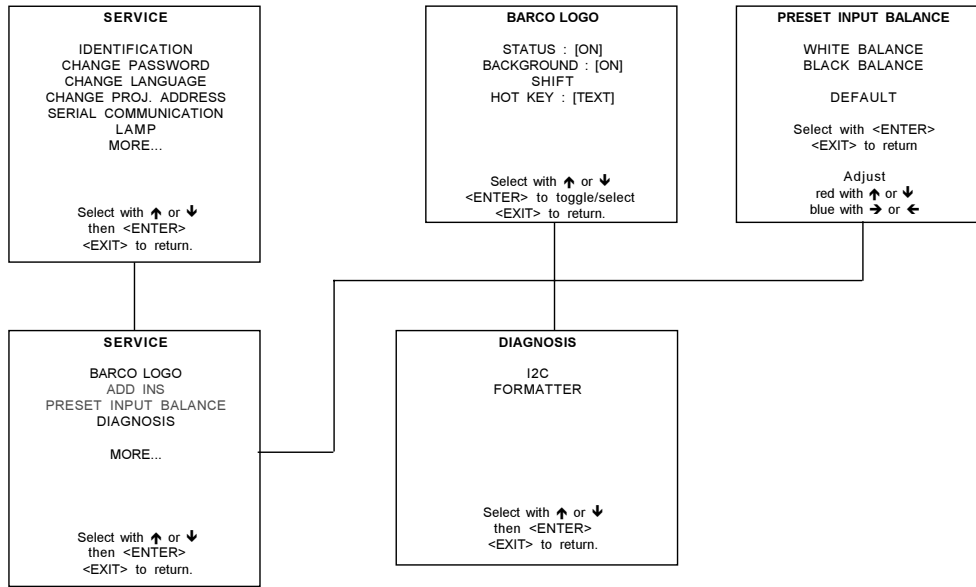 SERVICE
IDENTIFICATION
CHANGE PASSWORD
CHANGE LANGUAGE
CHANGE PROJ. ADDRESS
SERIAL COMMUNICATION
LAMP
MORE...
Select with ↑ or ↓
then <ENTER>
<EXIT> to return.
BARCO LOGO
STATUS : [ON]
BACKGROUND : [ON]
SHIFT
HOT KEY : [TEXT]
Select with ↑ or ↓
<ENTER> to toggle/select
<EXIT> to return.
PRESET INPUT BALANCE
WHITE BALANCE
BLACK BALANCE
DEFAULT
Select with <ENTER>
<EXIT> to return
Adjust
red with ↑ or ↓
blue with → or ←
SERVICE
BARCO LOGO
ADD INS
PRESET INPUT BALANCE
DIAGNOSIS
MORE...
Select with ↑ or ↓
then <ENTER>
<EXIT> to return.
DIAGNOSIS
I2C
FORMATTER
Select with ↑ or ↓
then <ENTER>
<EXIT> to return.